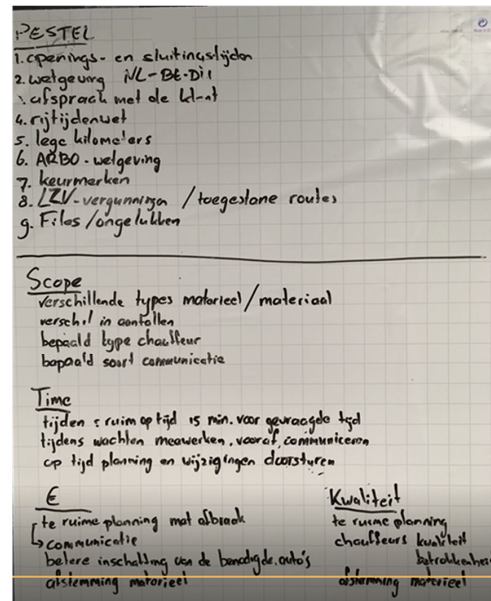 PESTEL
1. openings- en sluitingstijden
2. wetgeving NL-BE-Dil
3. afspraak met de klant
4. rijtijdenwet
5. lege kilometers
6. ARBO-wetgeving
7. keurmerken
8. LZV-vergunningen / toegestane routes
9. Files / ongelukken
Scope
verschillende types materieel / materiaal
verschil in aantallen
bepaald type chauffeur
bepaald soort communicatie
Time
tijden: ruim op tijd 15 min. voor gevraagde tijd
tijdens wachten meewerken, vooraf communiceren
op tijd planning en wijzigingen doorsturen
€
te ruime planning met afbraak
communicatie
betere inschatting van de benodigde auto's
afstemming materieel
Kwaliteit
te ruime planning
chauffeurs kwaliteit
afstemming materieel